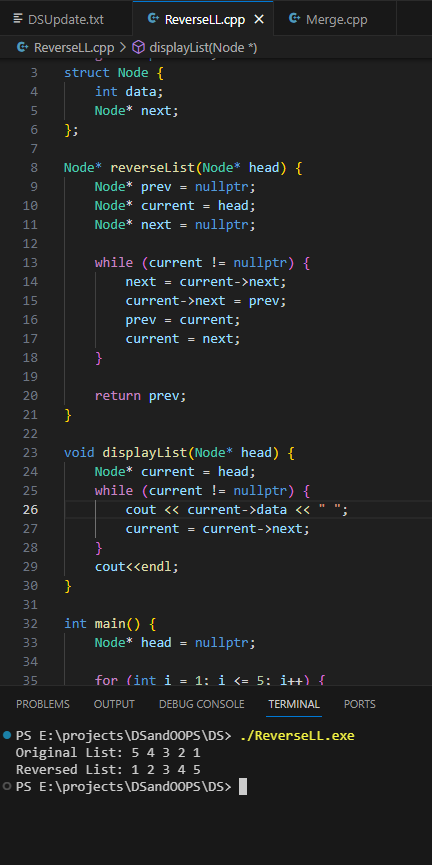 DSUpdate.txt ReverseLL.cpp Merge.cpp
ReverseLL.cpp > displayList(Node *)
3 struct Node {
4     int data;
5     Node* next;
6 };
7
8 Node* reverseList(Node* head) {
9     Node* prev = nullptr;
10     Node* current = head;
11     Node* next = nullptr;
12
13     while (current != nullptr) {
14         next = current->next;
15         current->next = prev;
16         prev = current;
17         current = next;
18     }
19
20     return prev;
21 }
22
23 void displayList(Node* head) {
24     Node* current = head;
25     while (current != nullptr) {
26         cout << current->data << " ";
27         current = current->next;
28     }
29     cout<<endl;
30 }
31
32 int main() {
33     Node* head = nullptr;
34
35     for (int i = 1; i <= 5; i++) {
PROBLEMS OUTPUT DEBUG CONSOLE TERMINAL PORTS
PS E:\projects\DSandOOPS\DS> ./ReverseLL.exe
Original List: 5 4 3 2 1
Reversed List: 1 2 3 4 5
PS E:\projects\DSandOOPS\DS>